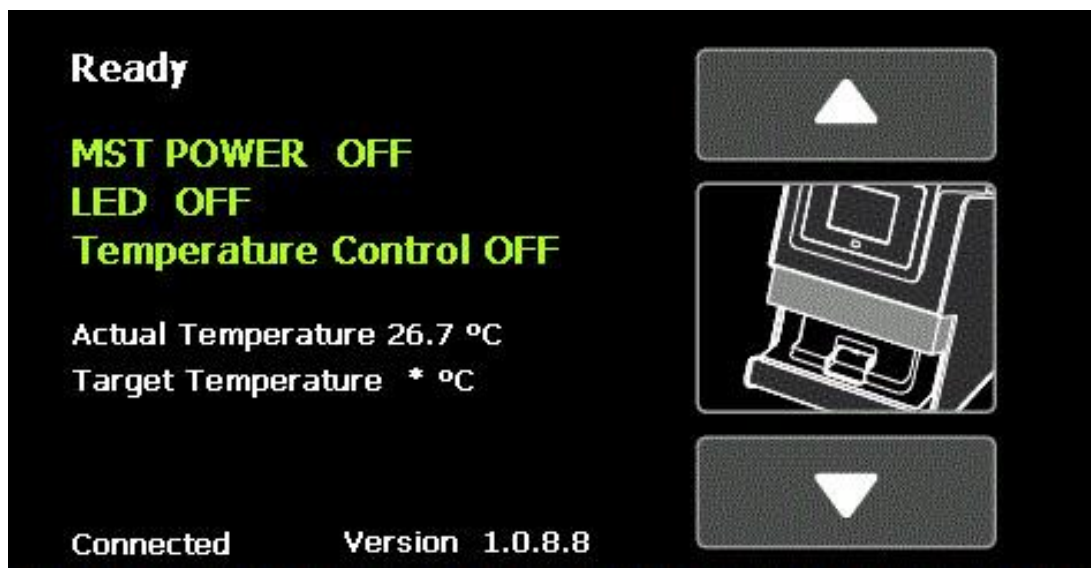 Ready
MST POWER OFF
LED OFF
Temperature Control OFF
Actual Temperature 26.7 ºC
Target Temperature * ºC
Connected Version 1.0.8.8